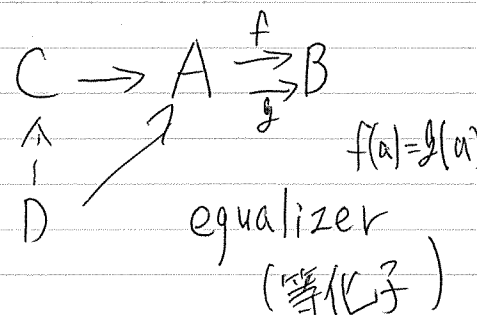 f
C → A ⇉ B
g
f(a)=g(a)
D
equalizer
(等化子)